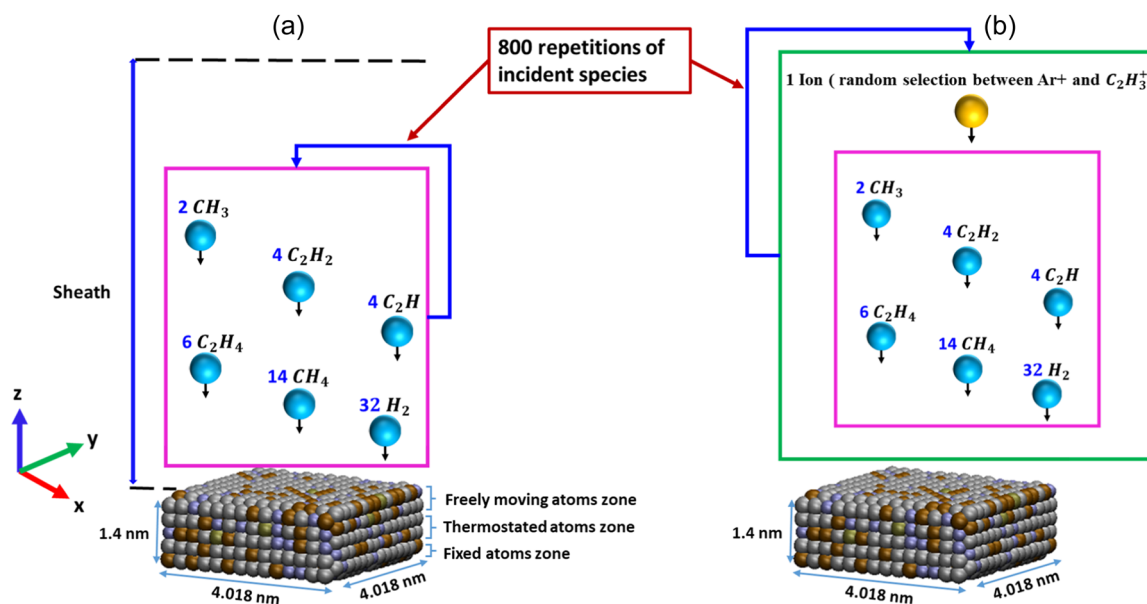 (a)
800 repetitions of
incident species
(b)
1 Ion ( random selection between Ar+ and C₂H₃⁺
Sheath
2 CH₃
4 C₂H₂
4 C₂H
6 C₂H₄
14 CH₄
32 H₂
2 CH₃
4 C₂H₂
4 C₂H
6 C₂H₄
14 CH₄
32 H₂
z
y
x
Freely moving atoms zone
Thermostated atoms zone
Fixed atoms zone
1.4 nm
4.018 nm
4.018 nm
1.4 nm
4.018 nm
4.018 nm